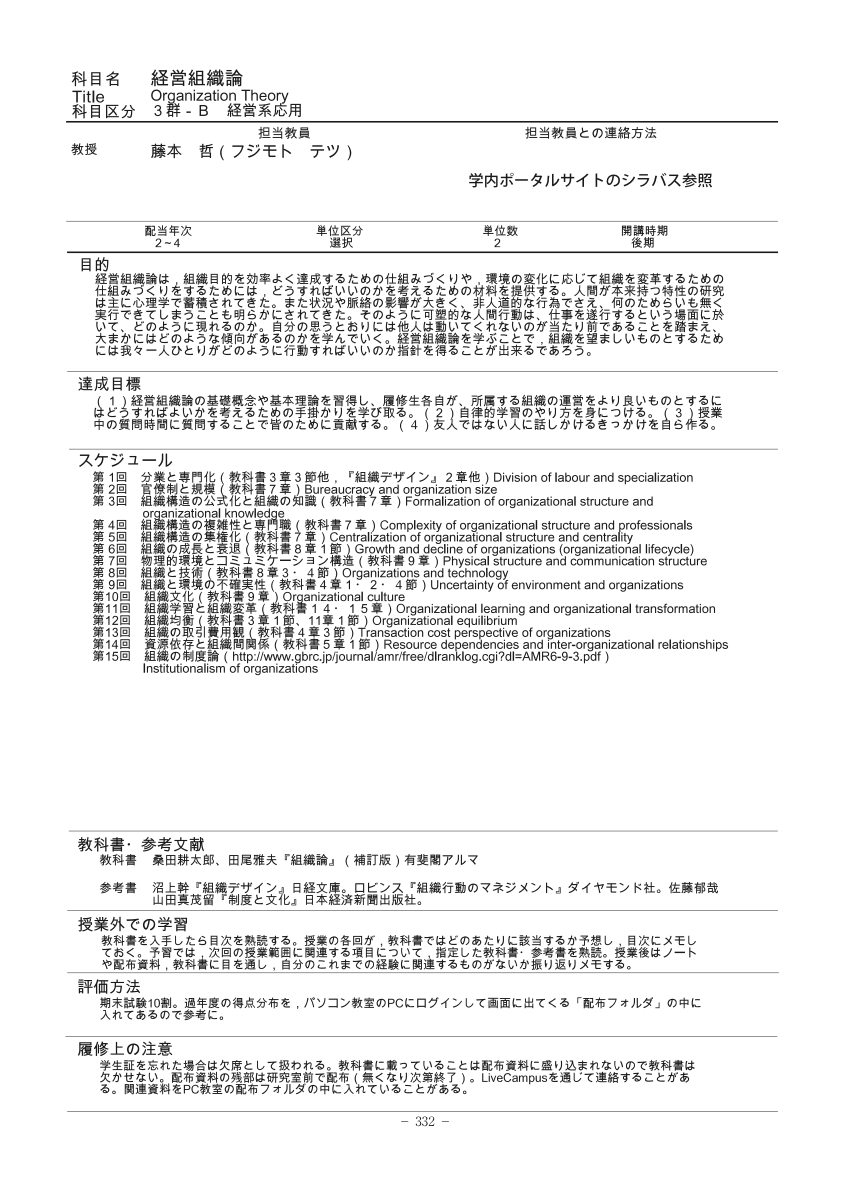 科目名 経営組織論
Title Organization Theory
科目区分 3群-B 経営系応用
担当教員 担当教員との連絡方法
教授 藤本 哲(フジモト テツ)
学内ポータルサイトのシラバス参照
配当年次 単位区分 単位数 開講時期
2~4 選択 2 後期
目的
経営組織論は,組織目的を効率よく達成するための仕組みづくりや,環境の変化に応じて組織を変革するための
仕組みづくりをするためには,どうすればいいのかを考えるための材料を提供する。人間が本来持つ特性の研究
は主に心理学で蓄積されてきた。また状況や脈絡の影響が大きく、非人道的な行為でさえ、何のためらいも無く
実行できてしまうことも明らかにされてきた。そのように可塑的な人間行動は、仕事を遂行するという場面に於
いて、どのように現れるのか。自分の思うとおりには他人は動いてくれないのが当たり前であることを踏まえ、
大まかにはどのような傾向があるのかを学んでいく。経営組織論を学ぶことで,組織を望ましいものとするため
には我々一人ひとりがどのように行動すればいいのか指針を得ることが出来るであろう。
達成目標
(1)経営組織論の基礎概念や基本理論を習得し、履修生各自が、所属する組織の運営をより良いものとするに
はどうすればよいかを考えるための手掛かりを学び取る。(2)自律的学習のやり方を身につける。(3)授業
中の質問時間に質問することで皆のために貢献する。(4)友人ではない人に話しかけるきっかけを自ら作る。
スケジュール
第 1回 分業と専門化(教科書3章3節他,『組織デザイン』2章他)Division of labour and specialization
第 2回 官僚制と規模(教科書7章)Bureaucracy and organization size
第 3回 組織構造の公式化と組織の知識(教科書7章)Formalization of organizational structure and
organizational knowledge
第 4回 組織構造の複雑性と専門職(教科書7章)Complexity of organizational structure and professionals
第 5回 組織構造の集権化(教科書7章)Centralization of organizational structure and centrality
第 6回 組織の成長と衰退(教科書8章1節)Growth and decline of organizations (organizational lifecycle)
第 7回 物理的環境とコミュミケーション構造(教科書9章)Physical structure and communication structure
第 8回 組織と技術(教科書8章3・4節)Organizations and technology
第 9回 組織と環境の不確実性(教科書4章1・2・4節)Uncertainty of environment and organizations
第10回 組織文化(教科書9章)Organizational culture
第11回 組織学習と組織変革(教科書14・15章)Organizational learning and organizational transformation
第12回 組織均衡(教科書3章1節、11章1節)Organizational equilibrium
第13回 組織の取引費用観(教科書4章3節)Transaction cost perspective of organizations
第14回 資源依存と組織間関係(教科書5章1節)Resource dependencies and inter-organizational relationships
第15回 組織の制度論(http://www.gbrc.jp/journal/amr/free/dlranklog.cgi?dl=AMR6-9-3.pdf)
Institutionalism of organizations
教科書・参考文献
教科書 桑田耕太郎、田尾雅夫『組織論』(補訂版)有斐閣アルマ
参考書 沼上幹『組織デザイン』日経文庫。ロビンス『組織行動のマネジメント』ダイヤモンド社。佐藤郁哉
山田真茂留『制度と文化』日本経済新聞出版社。
授業外での学習
教科書を入手したら目次を熟読する。授業の各回が,教科書ではどのあたりに該当するか予想し,目次にメモし
ておく。予習では,次回の授業範囲に関連する項目について,指定した教科書・参考書を熟読。授業後はノート
や配布資料,教科書に目を通し,自分のこれまでの経験に関連するものがないか振り返りメモする。
評価方法
期末試験10割。過年度の得点分布を,パソコン教室のPCにログインして画面に出てくる「配布フォルダ」の中に
入れてあるので参考に。
履修上の注意
学生証を忘れた場合は欠席として扱われる。教科書に載っていることは配布資料に盛り込まれないので教科書は
欠かせない。配布資料の残部は研究室前で配布(無くなり次第終了)。LiveCampusを通じて連絡することがあ
る。関連資料をPC教室の配布フォルダの中に入れていることがある。
- 332 -